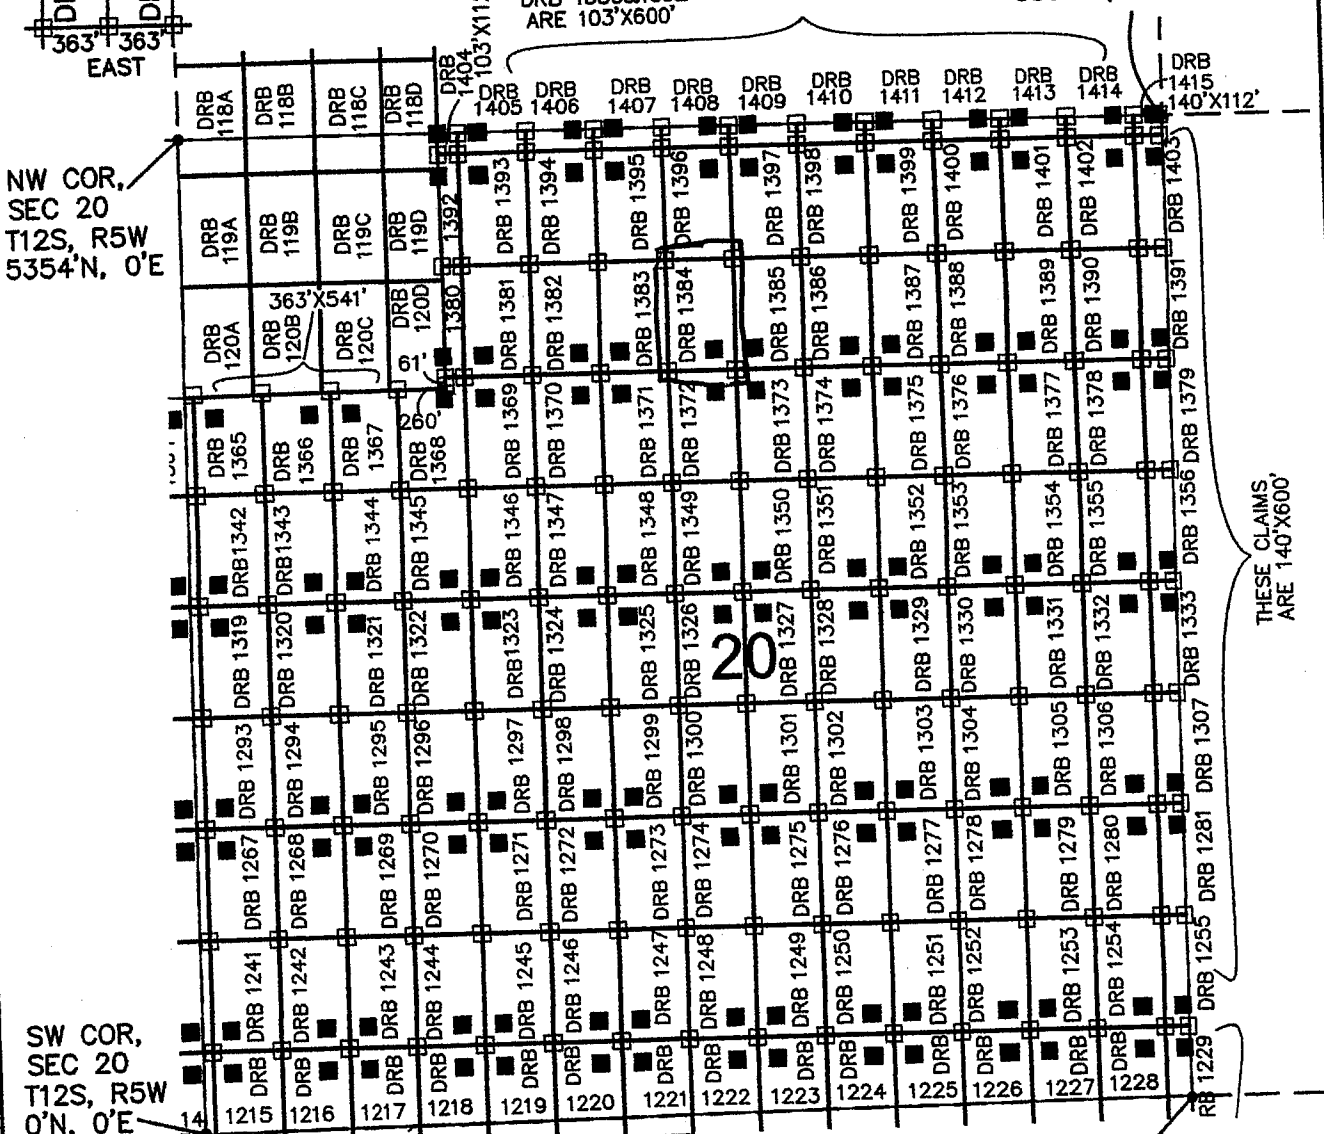 363' 363'
EAST
DRB 1404
103'X112'
ARE 103'X600'
DRB 118A
DRB 118B
DRB 118C
DRB 118D
DRB 1405
DRB 1406
DRB 1407
DRB 1408
DRB 1409
DRB 1410
DRB 1411
DRB 1412
DRB 1413
DRB 1414
DRB 1415
140'X112'
NW COR,
SEC 20
T12S, R5W
5354'N, 0'E
DRB 119A
DRB 119B
DRB 119C
DRB 119D
1392
DRB 1393
DRB 1394
DRB 1395
DRB 1396
DRB 1397
DRB 1398
DRB 1399
DRB 1400
DRB 1401
DRB 1402
DRB 1403
363'X541'
DRB 120A
DRB 120B
DRB 120C
DRB 120D
1380
DRB 1381
DRB 1382
DRB 1383
DRB 1384
DRB 1385
DRB 1386
DRB 1387
DRB 1388
DRB 1389
DRB 1390
DRB 1391
61'
260'
DRB 1365
DRB 1366
DRB 1367
DRB 1368
DRB 1369
DRB 1370
DRB 1371
DRB 1372
DRB 1373
DRB 1374
DRB 1375
DRB 1376
DRB 1377
DRB 1378
DRB 1379
DRB1342
DRB1343
DRB 1344
DRB 1345
DRB 1346
DRB 1347
DRB 1348
DRB 1349
DRB 1350
DRB 1351
DRB 1352
DRB 1353
DRB 1354
DRB 1355
DRB 1356
THESE CLAIMS
ARE 140'X600'
DRB 1319
DRB 1320
DRB 1321
DRB 1322
DRB1323
DRB 1324
DRB 1325
DRB 1326
20
DRB 1327
DRB 1328
DRB 1329
DRB 1330
DRB 1331
DRB 1332
DRB 1333
DRB 1293
DRB 1294
DRB 1295
DRB 1296
DRB 1297
DRB 1298
DRB 1299
DRB 1300
DRB 1301
DRB 1302
DRB 1303
DRB 1304
DRB 1305
DRB 1306
DRB 1307
DRB 1267
DRB 1268
DRB 1269
DRB 1270
DRB 1271
DRB 1272
DRB 1273
DRB 1274
DRB 1275
DRB 1276
DRB 1277
DRB 1278
DRB 1279
DRB 1280
DRB 1281
DRB 1241
DRB 1242
DRB 1243
DRB 1244
DRB 1245
DRB 1246
DRB 1247
DRB 1248
DRB 1249
DRB 1250
DRB 1251
DRB 1252
DRB 1253
DRB 1254
DRB 1255
SW COR,
SEC 20
T12S, R5W
0'N, 0'E
14
DRB 1215
DRB 1216
DRB 1217
DRB 1218
DRB 1219
DRB 1220
DRB 1221
DRB 1222
DRB 1223
DRB 1224
DRB 1225
DRB 1226
DRB 1227
DRB 1228
RB 1229